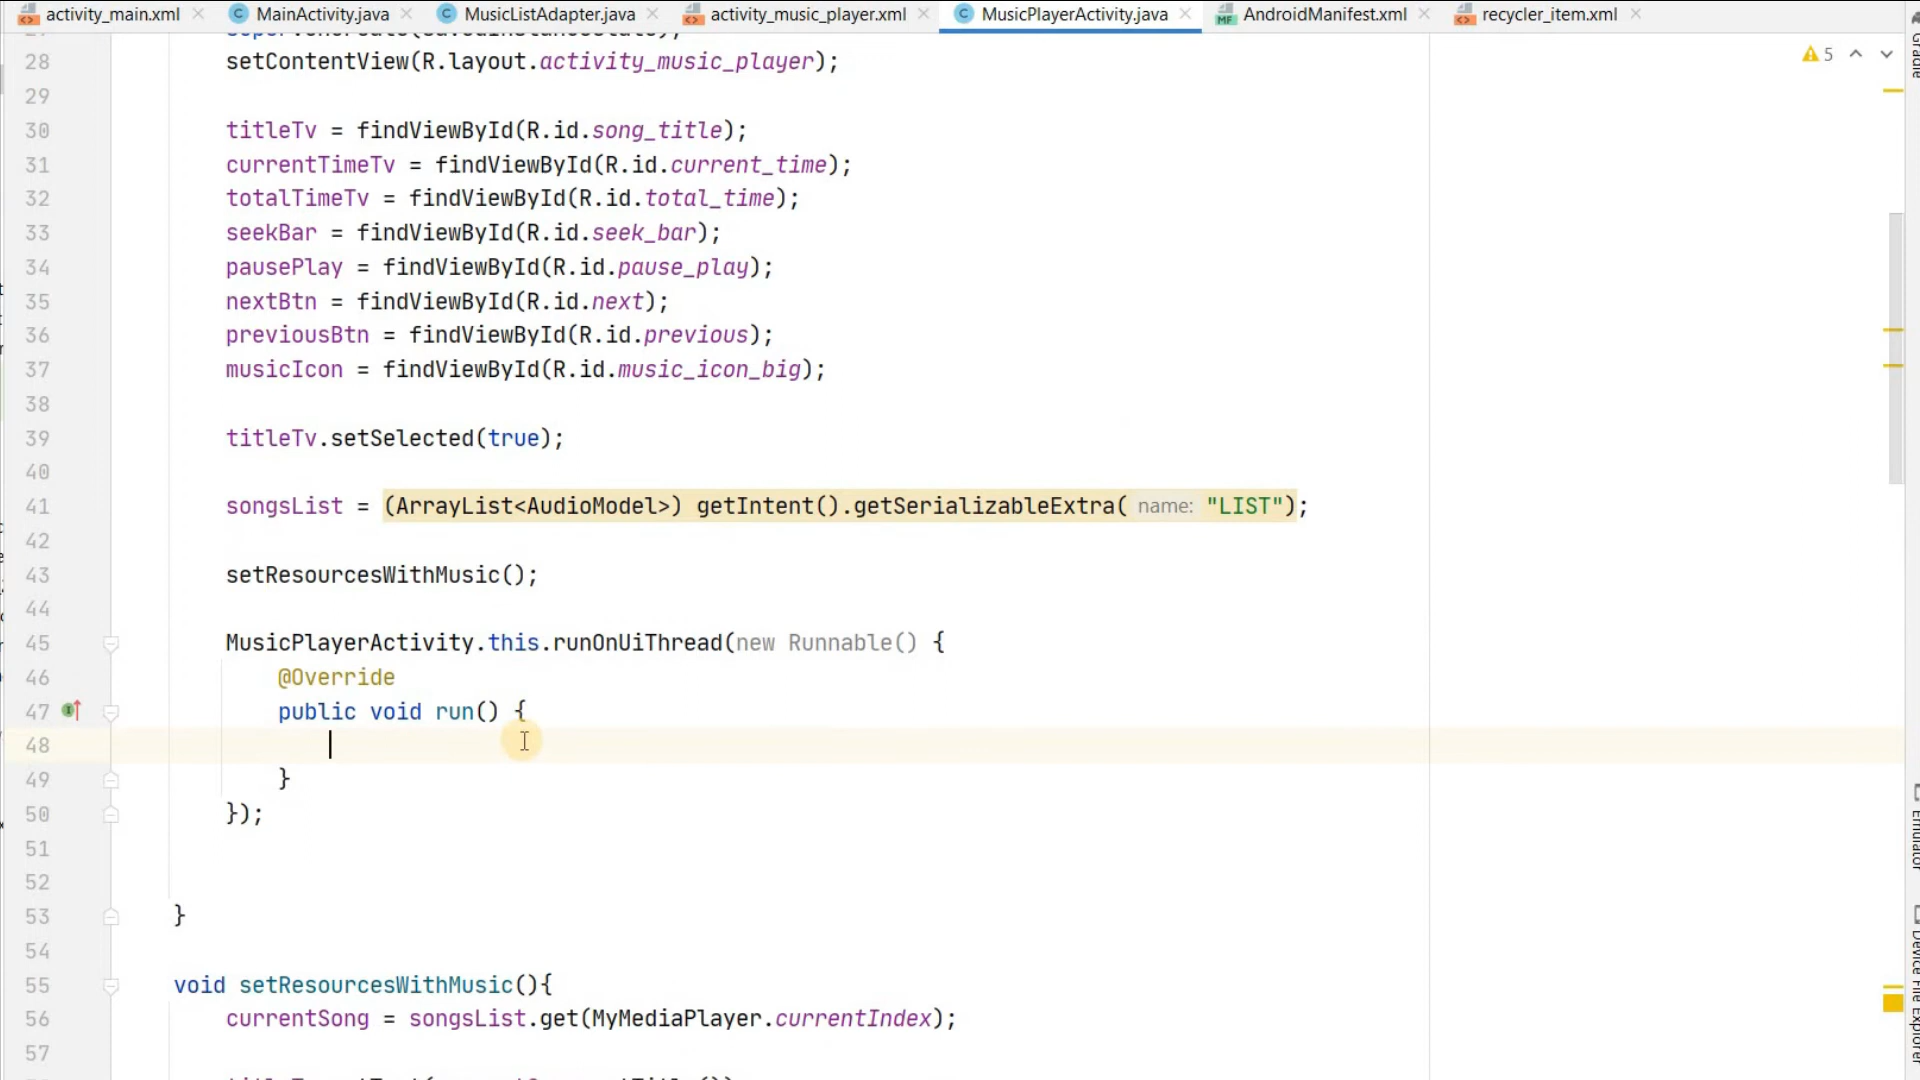 activity_main.xml MainActivity.java MusicListAdapter.java activity_music_player.xml MusicPlayerActivity.java AndroidManifest.xml recycler_item.xml
28 setContentView(R.layout.activity_music_player);
5
29
30 titleTv = findViewById(R.id.song_title);
31 currentTimeTv = findViewById(R.id.current_time);
32 totalTimeTv = findViewById(R.id.total_time);
33 seekBar = findViewById(R.id.seek_bar);
34 pausePlay = findViewById(R.id.pause_play);
35 nextBtn = findViewById(R.id.next);
36 previousBtn = findViewById(R.id.previous);
37 musicIcon = findViewById(R.id.music_icon_big);
38
39 titleTv.setSelected(true);
40
41 songsList = (ArrayList<AudioModel>) getIntent().getSerializableExtra( name: "LIST");
42
43 setResourcesWithMusic();
44
45 MusicPlayerActivity.this.runOnUiThread(new Runnable() {
46 @Override
47 public void run() {
48
49 }
50 });
51
52
53 }
54
55 void setResourcesWithMusic(){
56 currentSong = songsList.get(MyMediaPlayer.currentIndex);
57
Gradle
Emulator
Device File Explorer